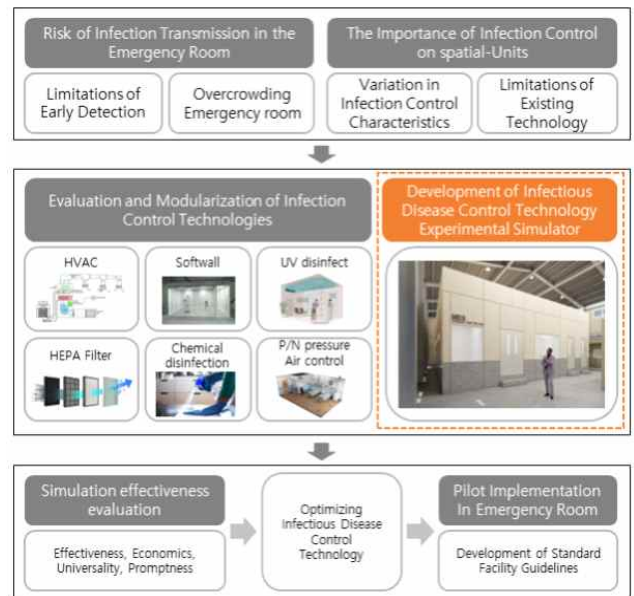 Risk of Infection Transmission in the
Emergency Room
The Importance of Infection Control
on spatial-Units
Limitations of
Early Detection
Overcrowding
Emergency room
Variation in
Infection Control
Characteristics
Limitations of
Existing
Technology
Evaluation and Modularization of Infection
Control Technologies
Development of Infectious
Disease Control Technology
Experimental Simulator
HVAC
Softwall
UV disinfect
HEPA Filter
Chemical
disinfection
P/N pressure
Air control
Simulation effectiveness
evaluation
Effectiveness, Economics,
Universality, Promptness
Optimizing
Infectious Disease
Control
Technology
Pilot Implementation
In Emergency Room
Development of Standard
Facility Guidelines